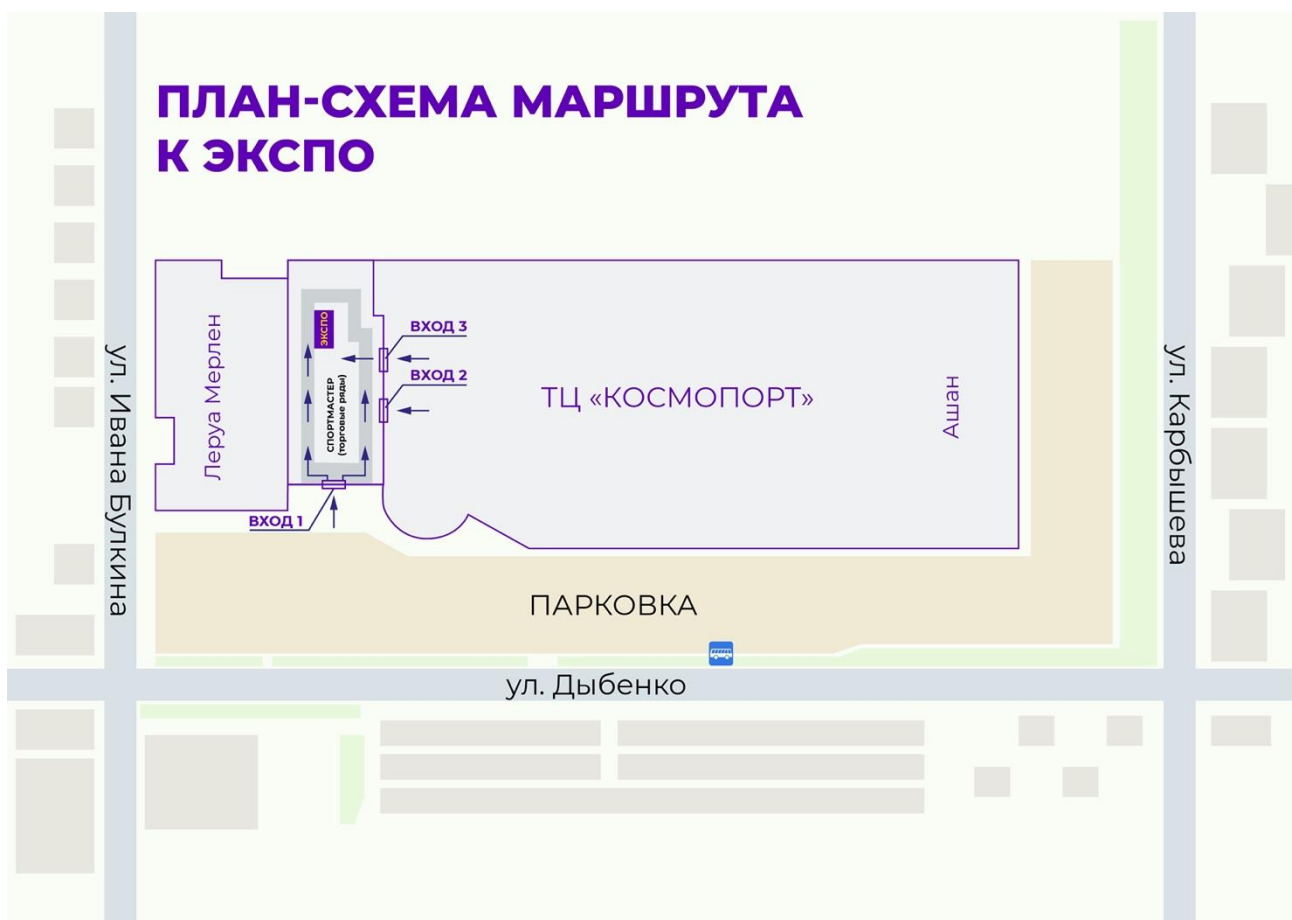 ПЛАН-СХЕМА МАРШРУТА
К ЭКСПО
ул. Ивана Булкина
Леруа Мерлен
ЭКСПО
СПОРТМАСТЕР
(торговые ряды)
ВХОД 3
ВХОД 2
ВХОД 1
ТЦ «КОСМОПОРТ»
Ашан
ул. Карбышева
ПАРКОВКА
ул. Дыбенко